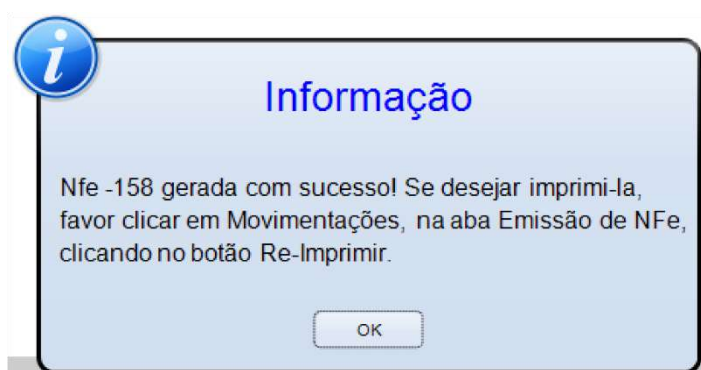 Informação
Nfe -158 gerada com sucesso! Se desejar imprimi-la,
favor clicar em Movimentações, na aba Emissão de NFe,
clicando no botão Re-Imprimir.
OK